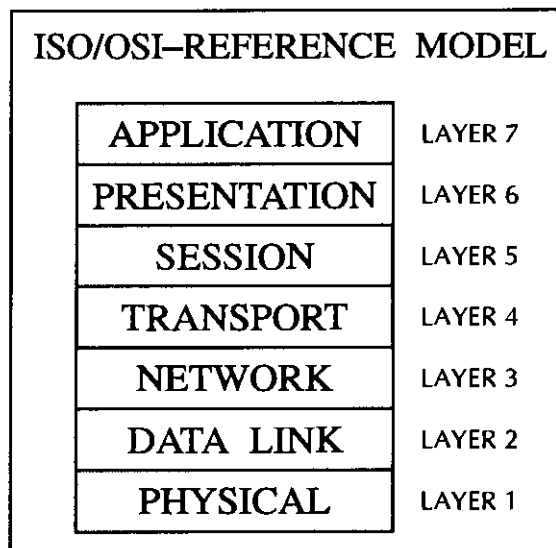 ISO/OSI–REFERENCE MODEL
APPLICATION LAYER 7
PRESENTATION LAYER 6
SESSION LAYER 5
TRANSPORT LAYER 4
NETWORK LAYER 3
DATA LINK LAYER 2
PHYSICAL LAYER 1